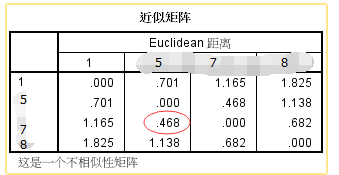 近似矩阵
Euclidean 距离
1 5 7 8
1 .000 .701 1.165 1.825
5 .701 .000 .468 1.138
7 1.165 .468 .000 .682
8 1.825 1.138 .682 .000
这是一个不相似性矩阵